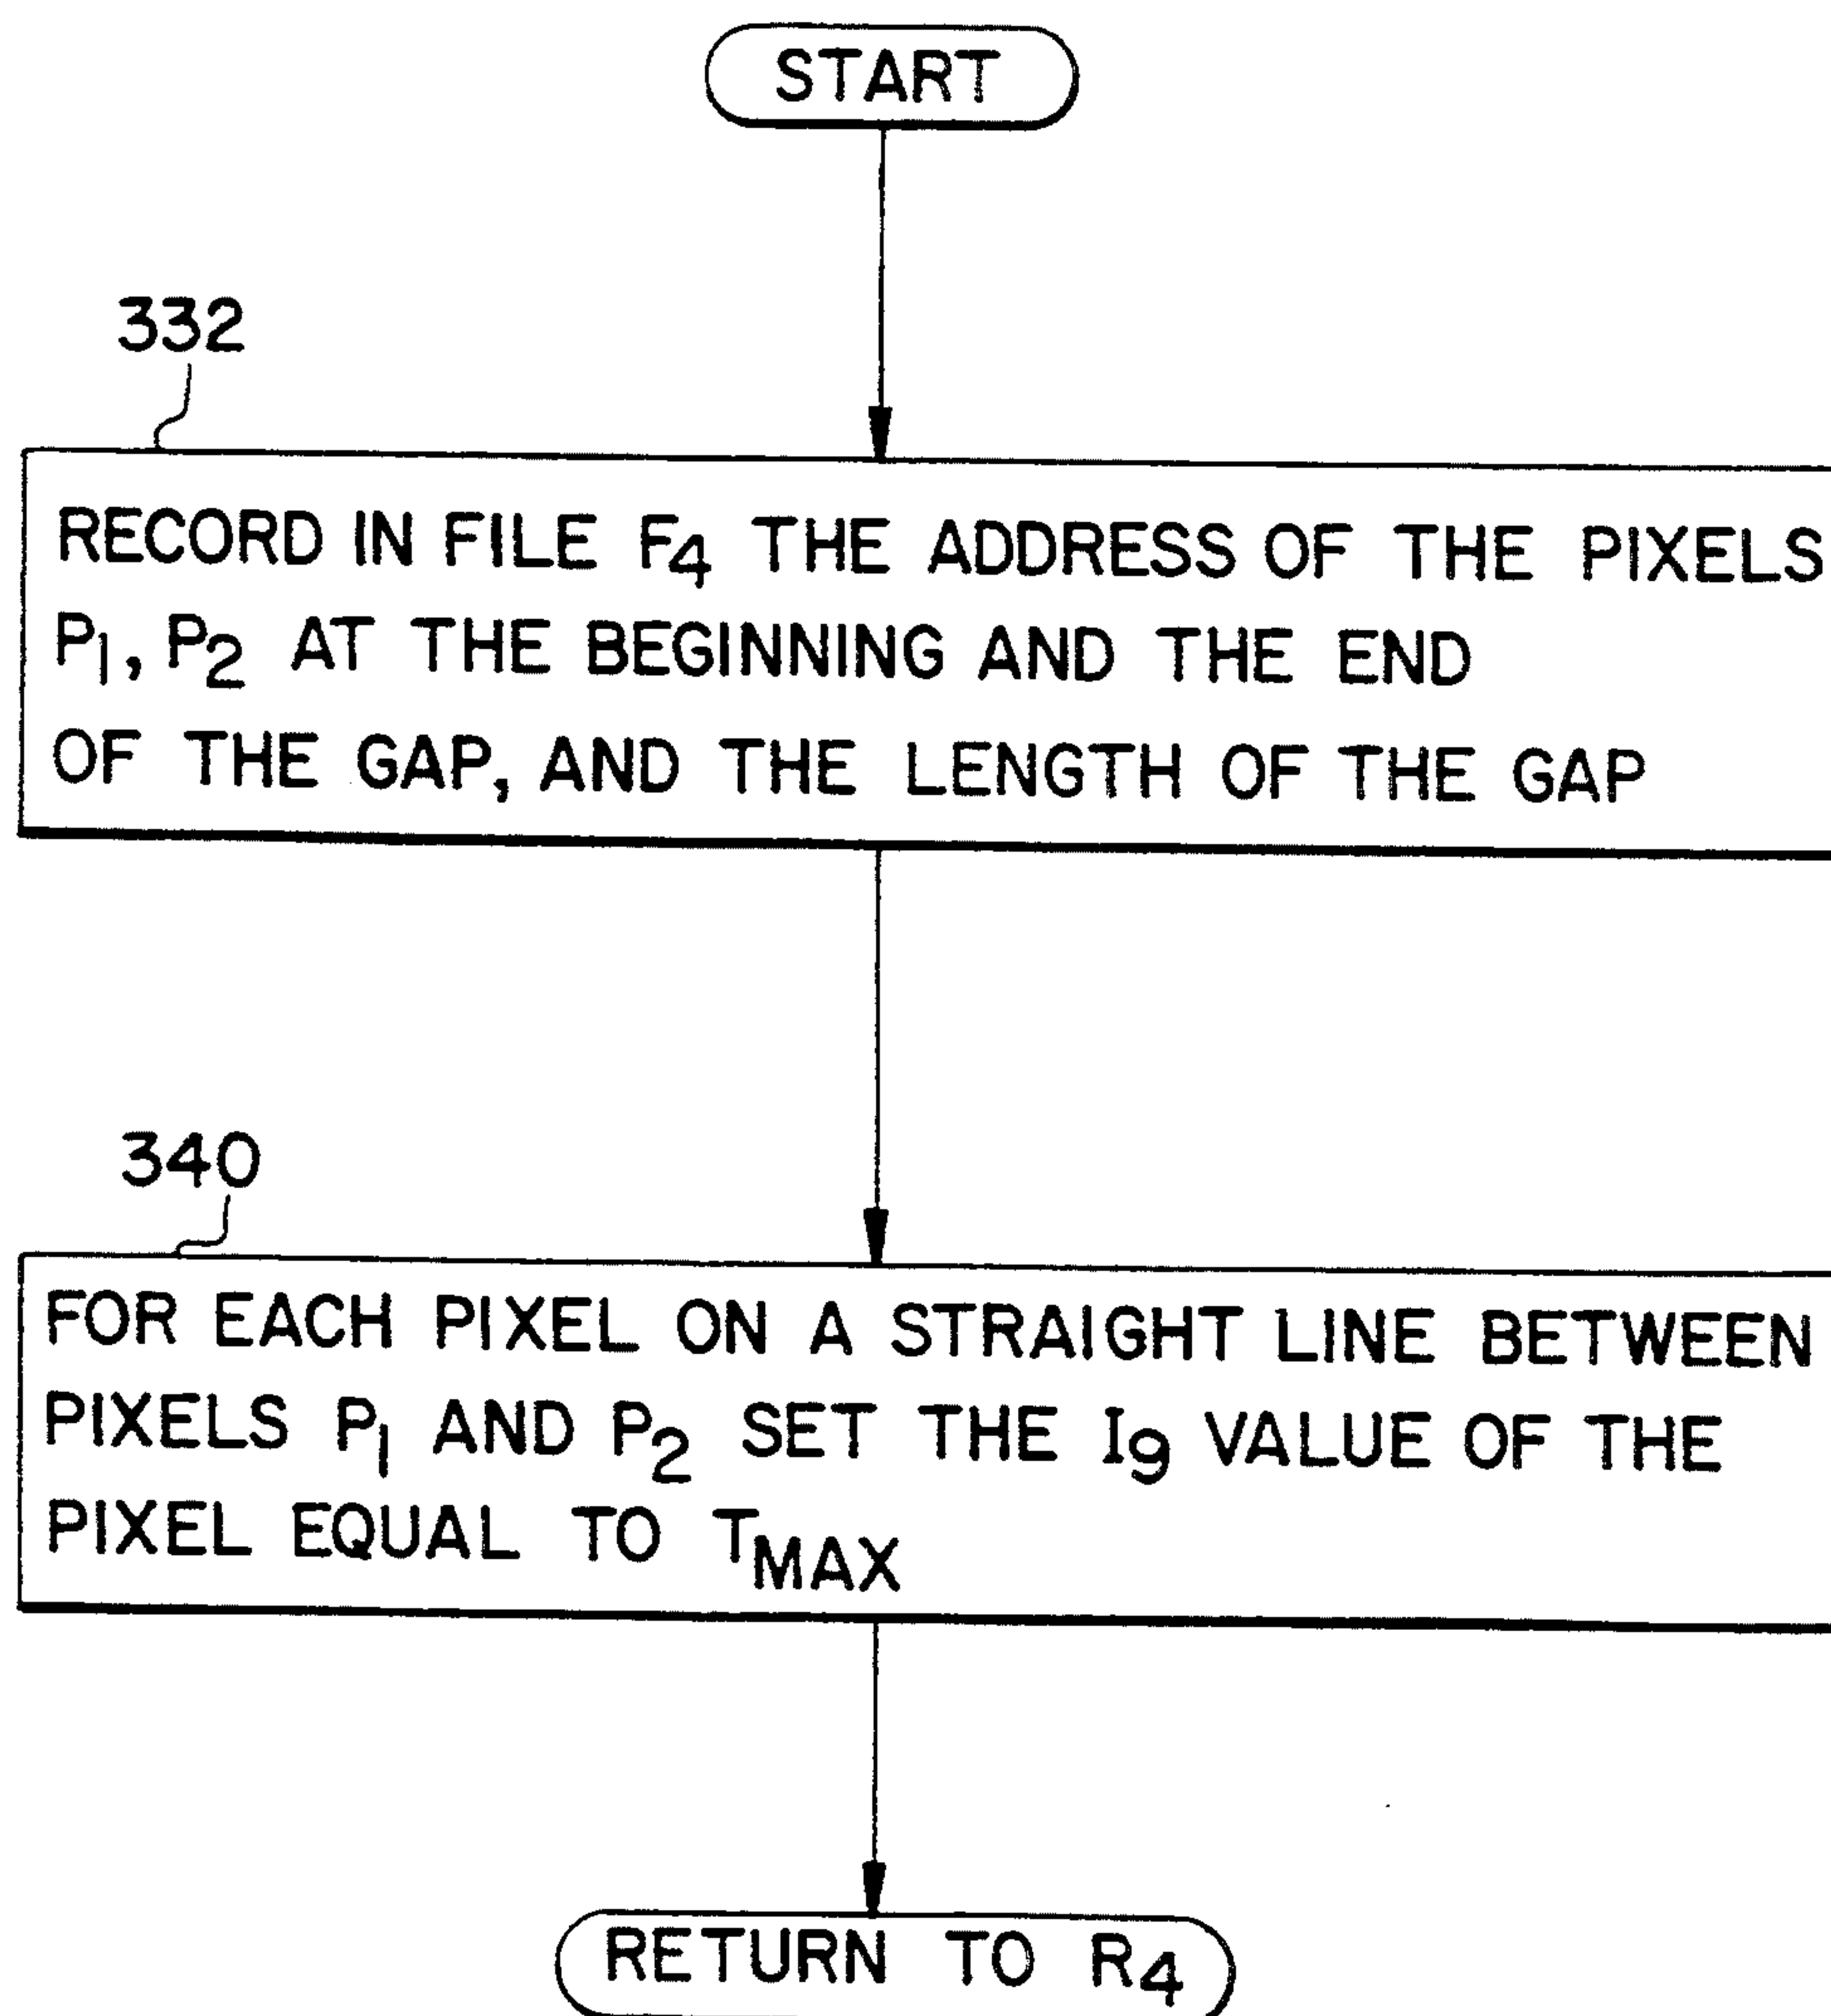 START
332
RECORD IN FILE F4 THE ADDRESS OF THE PIXELS
P1, P2 AT THE BEGINNING AND THE END
OF THE GAP, AND THE LENGTH OF THE GAP
340
FOR EACH PIXEL ON A STRAIGHT LINE BETWEEN
PIXELS P1 AND P2 SET THE I9 VALUE OF THE
PIXEL EQUAL TO TMAX
RETURN TO R4